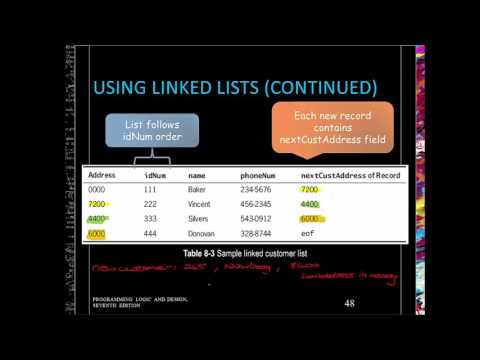 USING LINKED LISTS (CONTINUED)
List follows
idNum order
Each new record
contains
nextCustAddress field
Address idNum name phoneNum nextCustAddress of Record
0000 111 Baker 234-5676 7200
7200 222 Vincent 456-2345 4400
4400 333 Silvers 543-0912 6000
6000 444 Donovan 328-8744 eof
Table 8-3 Sample linked customer list
new customer: 265 , Newberg ,
address in memory
PROGRAMMING LOGIC AND DESIGN,
SEVENTH EDITION
48